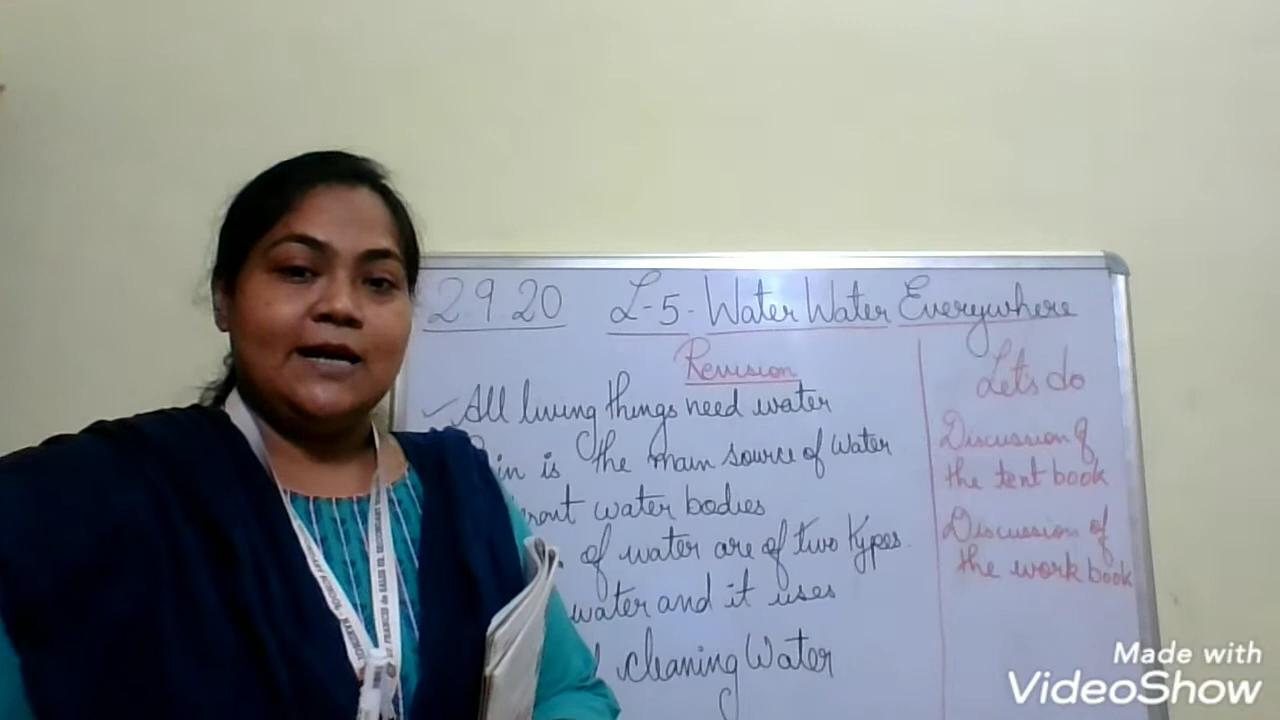 2.9.20 L-5- Water Water Everywhere
Revision
All living things need water
is the main source of water
water bodies
of water are of two types.
water and it uses
cleaning Water
Lets do
Discussion of
the text book
Discussion of
the work book
Made with
VideoShow